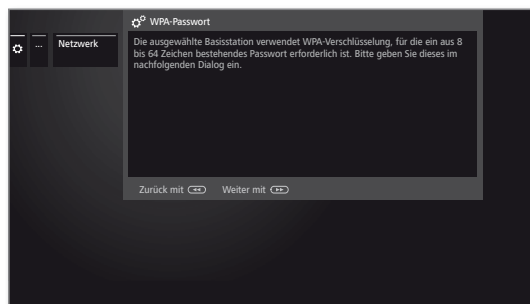 WPA-Passwort
... Netzwerk
Die ausgewählte Basisstation verwendet WPA-Verschlüsselung, für die ein aus 8
bis 64 Zeichen bestehendes Passwort erforderlich ist. Bitte geben Sie dieses im
nachfolgenden Dialog ein.
Zurück mit Weiter mit